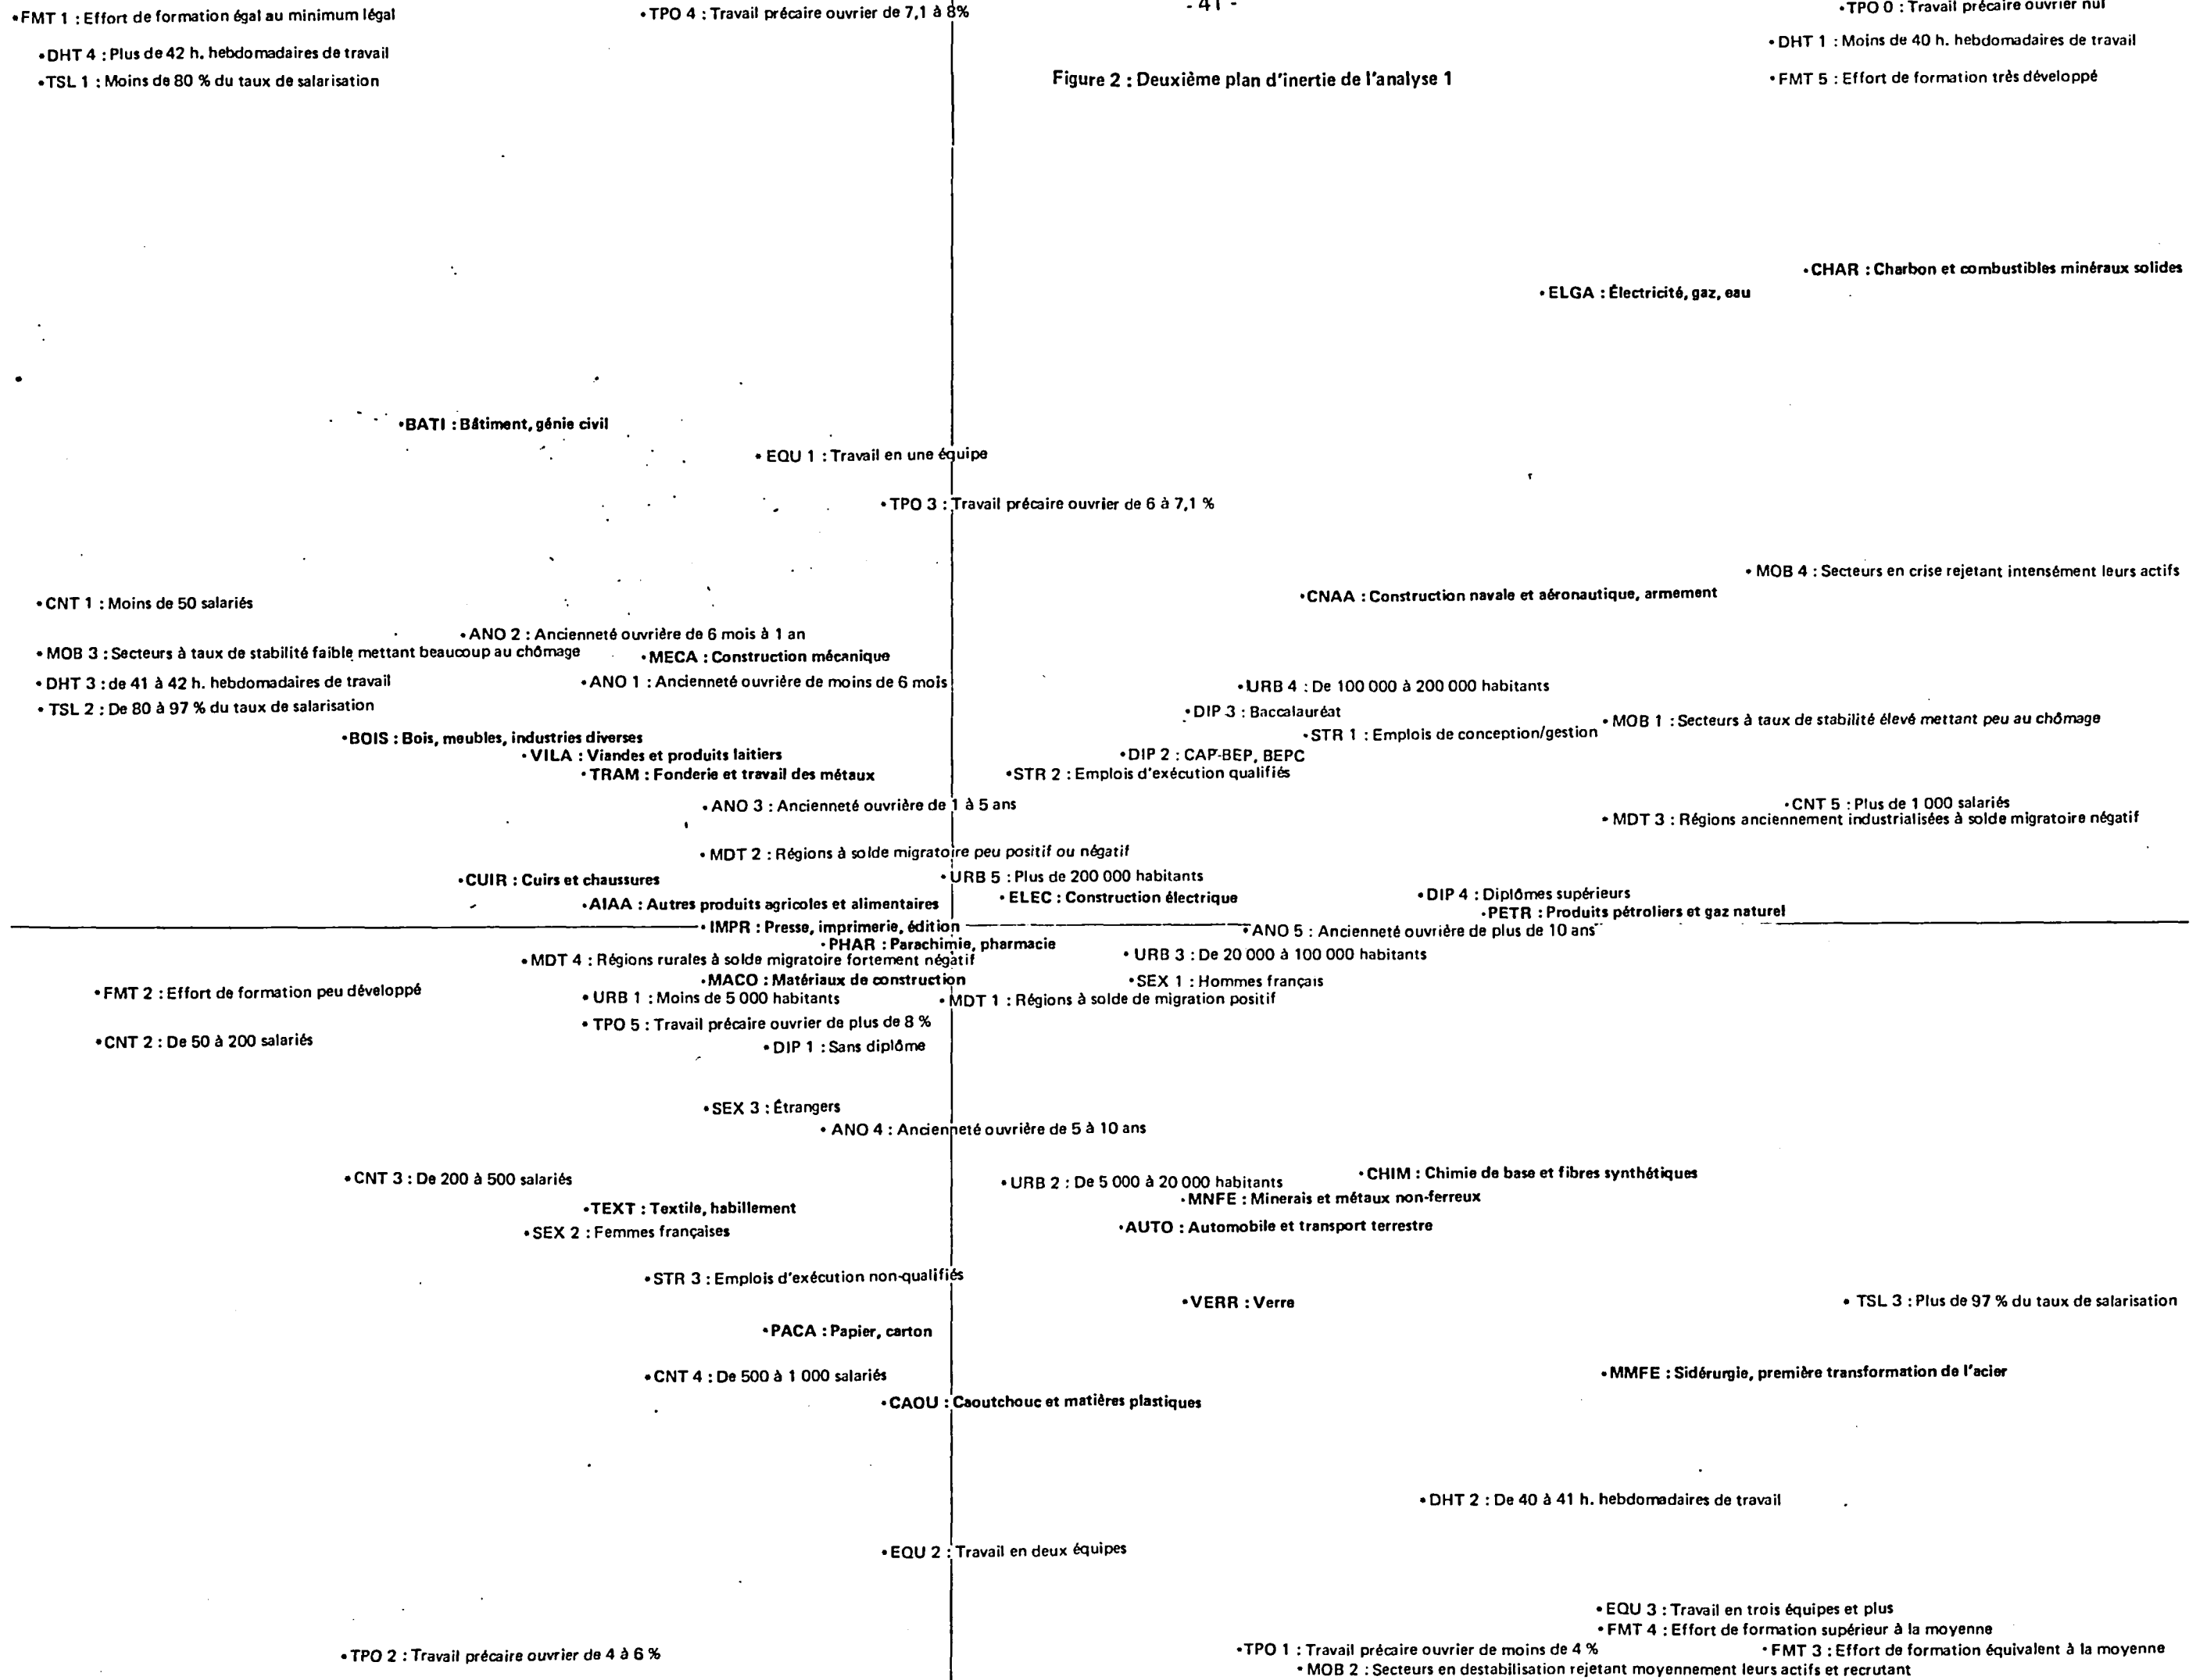 - 41 -
•FMT 1 : Effort de formation égal au minimum légal
•TPO 4 : Travail précaire ouvrier de 7,1 à 8%
•TPO 0 : Travail précaire ouvrier nul
•DHT 4 : Plus de 42 h. hebdomadaires de travail
•DHT 1 : Moins de 40 h. hebdomadaires de travail
•TSL 1 : Moins de 80 % du taux de salarisation
Figure 2 : Deuxième plan d'inertie de l'analyse 1
•FMT 5 : Effort de formation très développé
•CHAR : Charbon et combustibles minéraux solides
•ELGA : Électricité, gaz, eau
•BATI : Bâtiment, génie civil
•EQU 1 : Travail en une équipe
•TPO 3 : Travail précaire ouvrier de 6 à 7,1 %
•MOB 4 : Secteurs en crise rejetant intensément leurs actifs
•CNT 1 : Moins de 50 salariés
•CNAA : Construction navale et aéronautique, armement
•ANO 2 : Ancienneté ouvrière de 6 mois à 1 an
•MOB 3 : Secteurs à taux de stabilité faible mettant beaucoup au chômage
•MECA : Construction mécanique
•DHT 3 : de 41 à 42 h. hebdomadaires de travail
•ANO 1 : Ancienneté ouvrière de moins de 6 mois
•URB 4 : De 100 000 à 200 000 habitants
•TSL 2 : De 80 à 97 % du taux de salarisation
•DIP 3 : Baccalauréat
•MOB 1 : Secteurs à taux de stabilité élevé mettant peu au chômage
•BOIS : Bois, meubles, industries diverses
•STR 1 : Emplois de conception/gestion
•VILA : Viandes et produits laitiers
•DIP 2 : CAP-BEP, BEPC
•TRAM : Fonderie et travail des métaux
•STR 2 : Emplois d'exécution qualifiés
•ANO 3 : Ancienneté ouvrière de 1 à 5 ans
•CNT 5 : Plus de 1 000 salariés
•MDT 3 : Régions anciennement industrialisées à solde migratoire négatif
•MDT 2 : Régions à solde migratoire peu positif ou négatif
•CUIR : Cuirs et chaussures
•URB 5 : Plus de 200 000 habitants
•ELEC : Construction électrique
•DIP 4 : Diplômes supérieurs
•AIAA : Autres produits agricoles et alimentaires
•PETR : Produits pétroliers et gaz naturel
•IMPR : Presse, imprimerie, édition
•ANO 5 : Ancienneté ouvrière de plus de 10 ans
•PHAR : Parachimie, pharmacie
•MDT 4 : Régions rurales à solde migratoire fortement négatif
•URB 3 : De 20 000 à 100 000 habitants
•MACO : Matériaux de construction
•SEX 1 : Hommes français
•FMT 2 : Effort de formation peu développé
•URB 1 : Moins de 5 000 habitants
•MDT 1 : Régions à solde de migration positif
•TPO 5 : Travail précaire ouvrier de plus de 8 %
•CNT 2 : De 50 à 200 salariés
•DIP 1 : Sans diplôme
•SEX 3 : Étrangers
•ANO 4 : Ancienneté ouvrière de 5 à 10 ans
•CNT 3 : De 200 à 500 salariés
•URB 2 : De 5 000 à 20 000 habitants
•CHIM : Chimie de base et fibres synthétiques
•MNFE : Minerais et métaux non-ferreux
•TEXT : Textile, habillement
•SEX 2 : Femmes françaises
•AUTO : Automobile et transport terrestre
•STR 3 : Emplois d'exécution non-qualifiés
•VERR : Verre
•TSL 3 : Plus de 97 % du taux de salarisation
•PACA : Papier, carton
•CNT 4 : De 500 à 1 000 salariés
•MMFE : Sidérurgie, première transformation de l'acier
•CAOU : Caoutchouc et matières plastiques
•DHT 2 : De 40 à 41 h. hebdomadaires de travail
•EQU 2 : Travail en deux équipes
•EQU 3 : Travail en trois équipes et plus
•FMT 4 : Effort de formation supérieur à la moyenne
•TPO 2 : Travail précaire ouvrier de 4 à 6 %
•TPO 1 : Travail précaire ouvrier de moins de 4 %
•FMT 3 : Effort de formation équivalent à la moyenne
•MOB 2 : Secteurs en destabilisation rejetant moyennement leurs actifs et recrutant